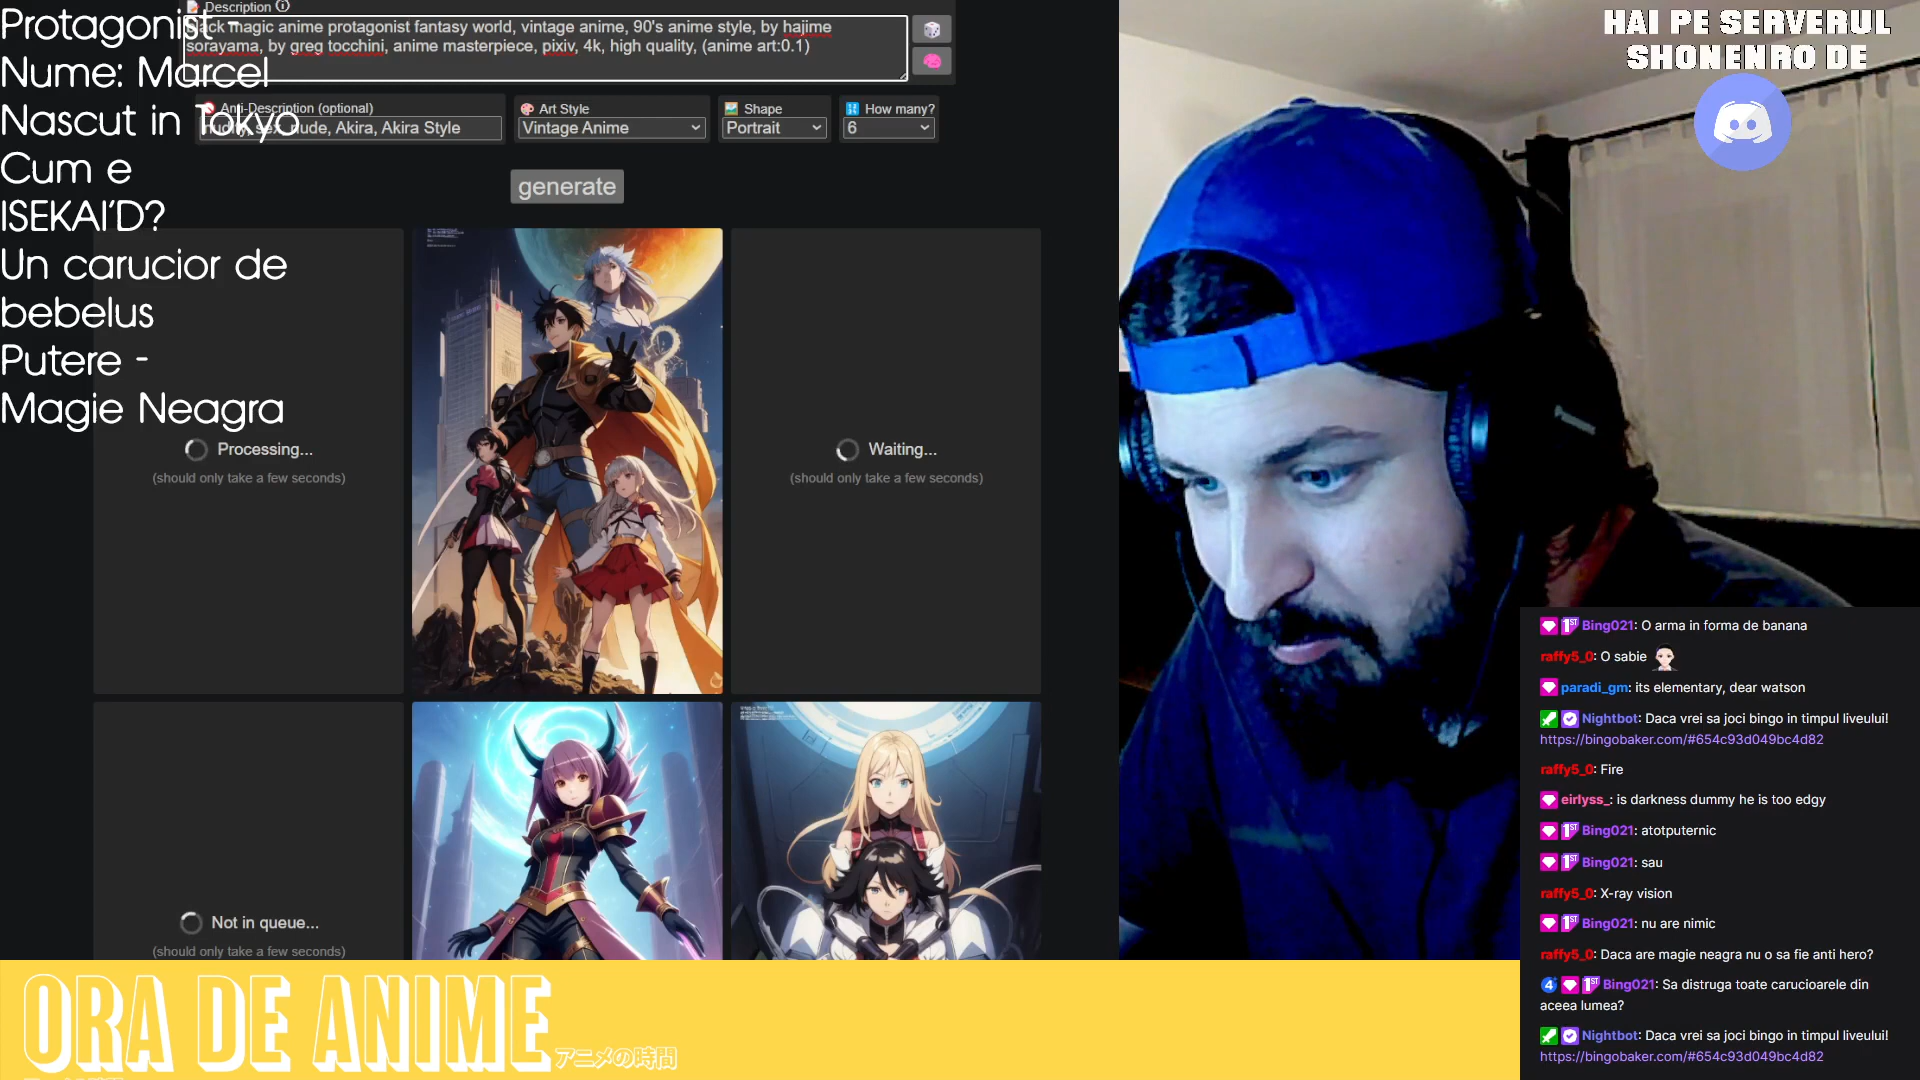 Protagonist -
Nume: Marcel
Nascut in Tokyo
Cum e
ISEKAI'D?
Un carucior de
bebelus
Putere -
Magie Neagra
Description
black magic anime protagonist fantasy world, vintage anime, 90's anime style, by hajime
sorayama, by greg tocchini, anime masterpiece, pixiv, 4k, high quality, (anime art:0.1)
Anti-Description (optional)
nude, Akira, Akira Style
Art Style
Vintage Anime
Shape
Portrait
How many?
6
generate
Processing...
(should only take a few seconds)
Waiting...
(should only take a few seconds)
Not in queue...
(should only take a few seconds)
HAI PE SERVERUL
SHONENRO DE
Bing021: O arma in forma de banana
raffy5_0: O sabie
paradi_gm: its elementary, dear watson
Nightbot: Daca vrei sa joci bingo in timpul liveului!
https://bingobaker.com/#654c93d049bc4d82
raffy5_0: Fire
eirlyss_: is darkness dummy he is too edgy
Bing021: atotputernic
Bing021: sau
raffy5_0: X-ray vision
Bing021: nu are nimic
raffy5_0: Daca are magie neagra nu o sa fie anti hero?
4 Bing021: Sa distruga toate carucioarele din
aceea lumea?
Nightbot: Daca vrei sa joci bingo in timpul liveului!
https://bingobaker.com/#654c93d049bc4d82
ORA DE ANIME
アニメの時間